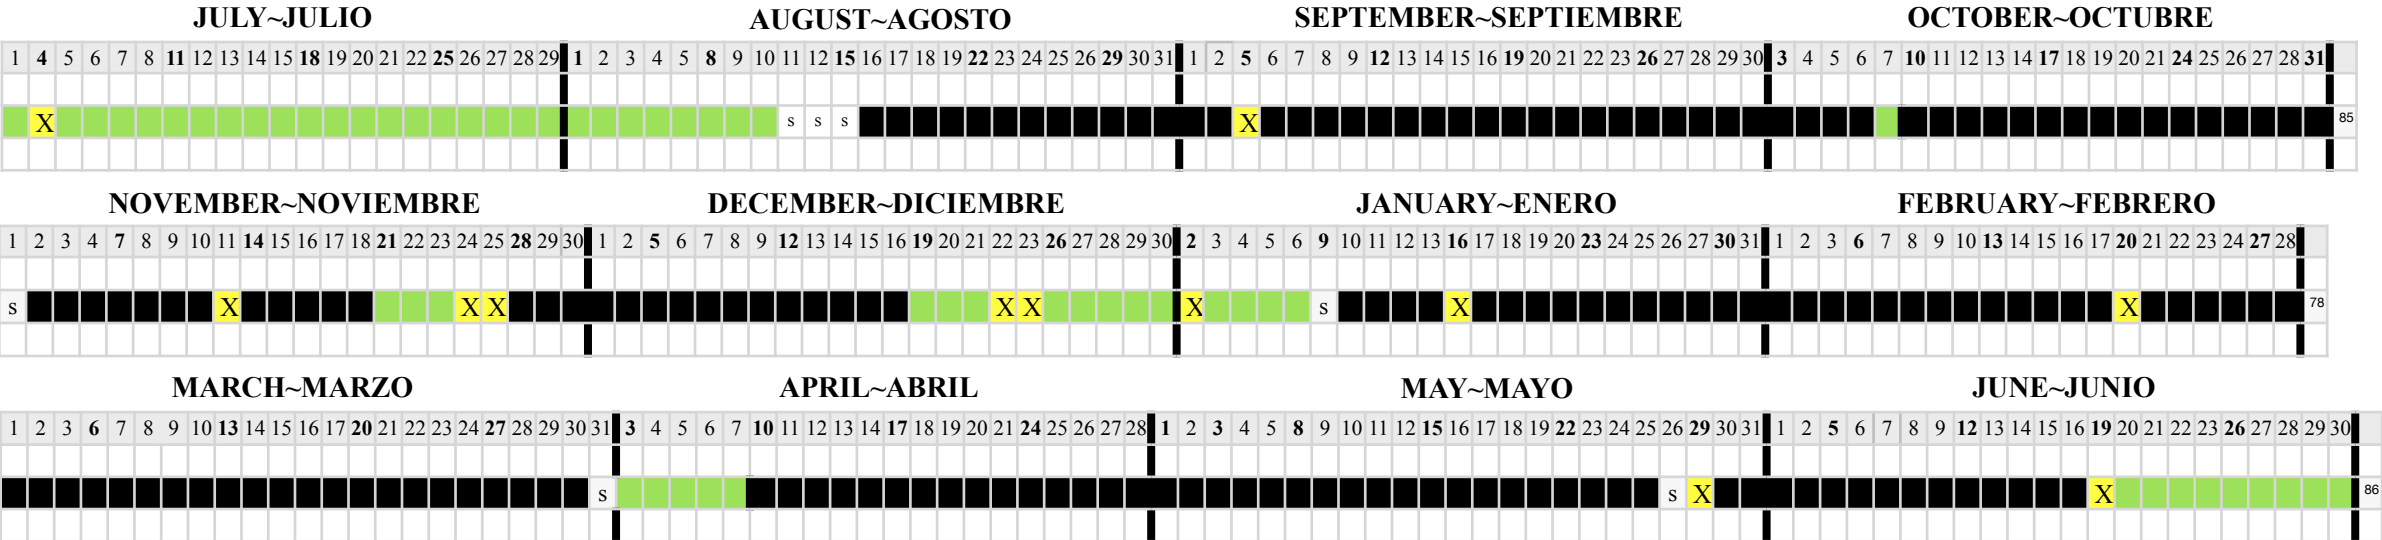 JULY~JULIO AUGUST~AGOSTO SEPTEMBER~SEPTIEMBRE OCTOBER~OCTUBRE
1 4 5 6 7 8 11 12 13 14 15 18 19 20 21 22 25 26 27 28 29 1 2 3 4 5 8 9 10 11 12 15 16 17 18 19 22 23 24 25 26 29 30 31 1 2 5 6 7 8 9 12 13 14 15 16 19 20 21 22 23 26 27 28 29 30 3 4 5 6 7 10 11 12 13 14 17 18 19 20 21 24 25 26 27 28 31
X s s s X 85
NOVEMBER~NOVIEMBRE DECEMBER~DICIEMBRE JANUARY~ENERO FEBRUARY~FEBRERO
1 2 3 4 7 8 9 10 11 14 15 16 17 18 21 22 23 24 25 28 29 30 1 2 5 6 7 8 9 12 13 14 15 16 19 20 21 22 23 26 27 28 29 30 2 3 4 5 6 9 10 11 12 13 16 17 18 19 20 23 24 25 26 27 30 31 1 2 3 6 7 8 9 10 13 14 15 16 17 20 21 22 23 24 27 28
s X X X X X X s X X 78
MARCH~MARZO APRIL~ABRIL MAY~MAYO JUNE~JUNIO
1 2 3 6 7 8 9 10 13 14 15 16 17 20 21 22 23 24 27 28 29 30 31 3 4 5 6 7 10 11 12 13 14 17 18 19 20 21 24 25 26 27 28 1 2 3 4 5 8 9 10 11 12 15 16 17 18 19 22 23 24 25 26 29 30 31 1 2 5 6 7 8 9 12 13 14 15 16 19 20 21 22 23 26 27 28 29 30
s s X X 86